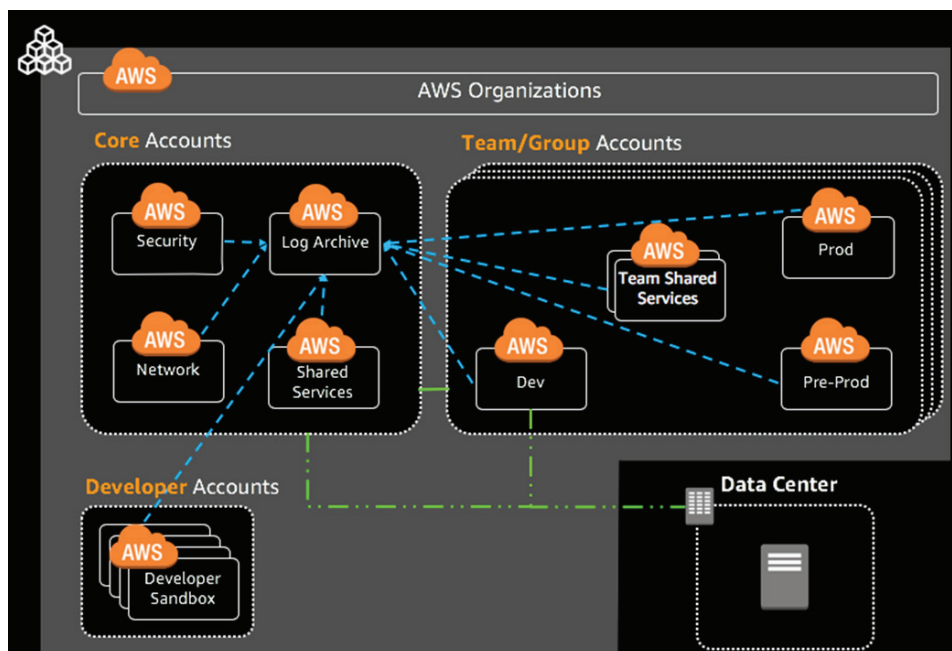 AWS
AWS Organizations
Core Accounts
Team/Group Accounts
AWS
Security
AWS
Log Archive
AWS
Network
AWS
Shared
Services
AWS
Team Shared
Services
AWS
Prod
AWS
Dev
AWS
Pre-Prod
Developer Accounts
AWS
Developer
Sandbox
Data Center